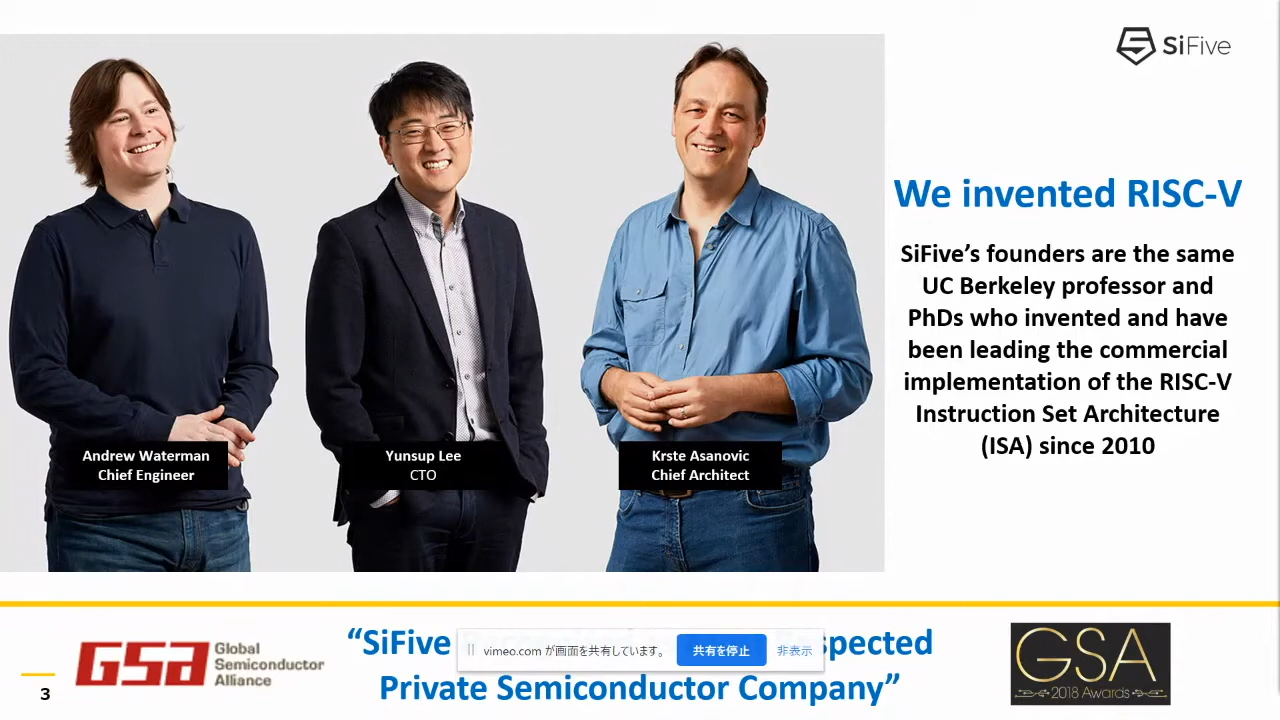 SiFive
We invented RISC-V
SiFive’s founders are the same
UC Berkeley professor and
PhDs who invented and have
been leading the commercial
implementation of the RISC-V
Instruction Set Architecture
(ISA) since 2010
Andrew Waterman
Chief Engineer
Yunsup Lee
CTO
Krste Asanovic
Chief Architect
GSA
Global
Semiconductor
Alliance
“SiFive
Private Semiconductor Company”
vimeo.com が画面を共有しています。
共有を停止
非表示
GSA
2018 Awards
3